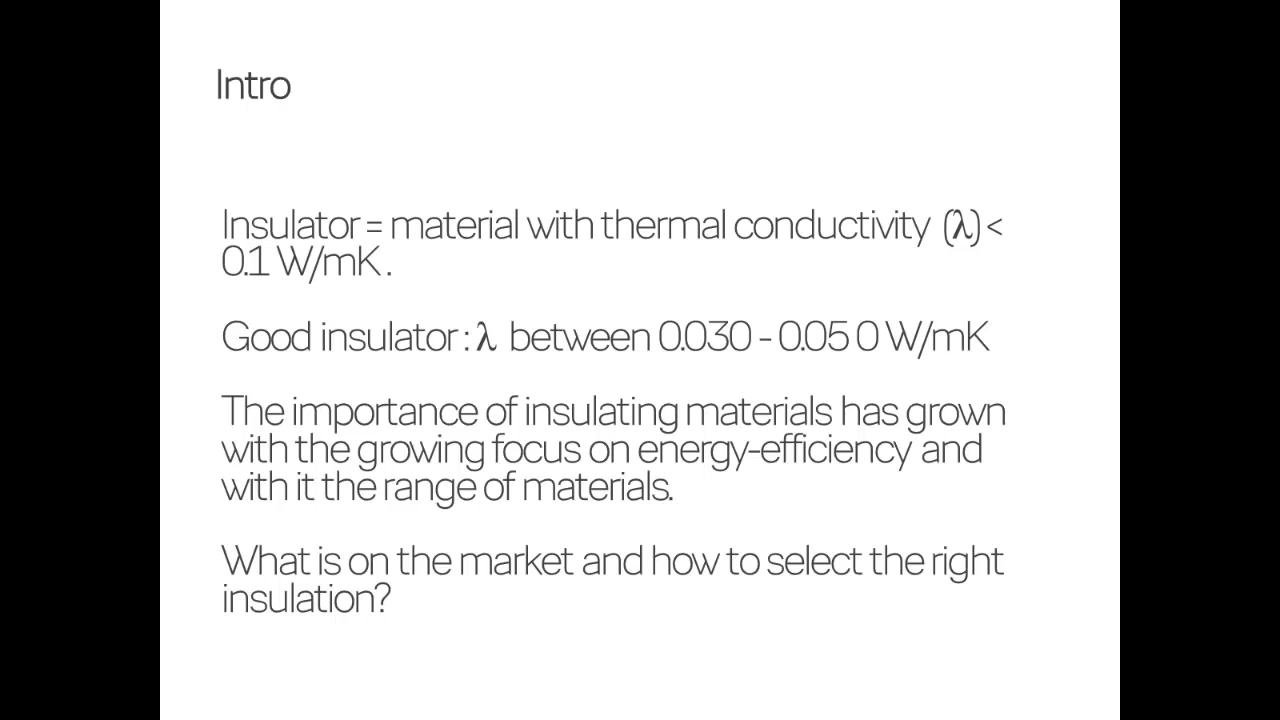 Intro
Insulator = material with thermal conductivity (λ) <
0.1 W/mK .
Good insulator : λ between 0.030 - 0.05 0 W/mK
The importance of insulating materials has grown
with the growing focus on energy-efficiency and
with it the range of materials.
What is on the market and how to select the right
insulation?